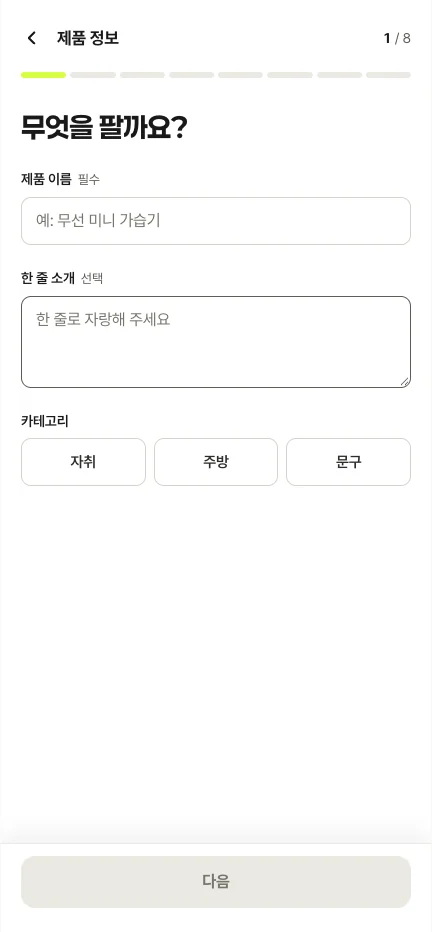 제품 정보
1 / 8
무엇을 팔까요?
제품 이름 필수
예: 무선 미니 가습기
한 줄 소개 선택
한 줄로 자랑해 주세요
카테고리
자취 주방 문구
다음